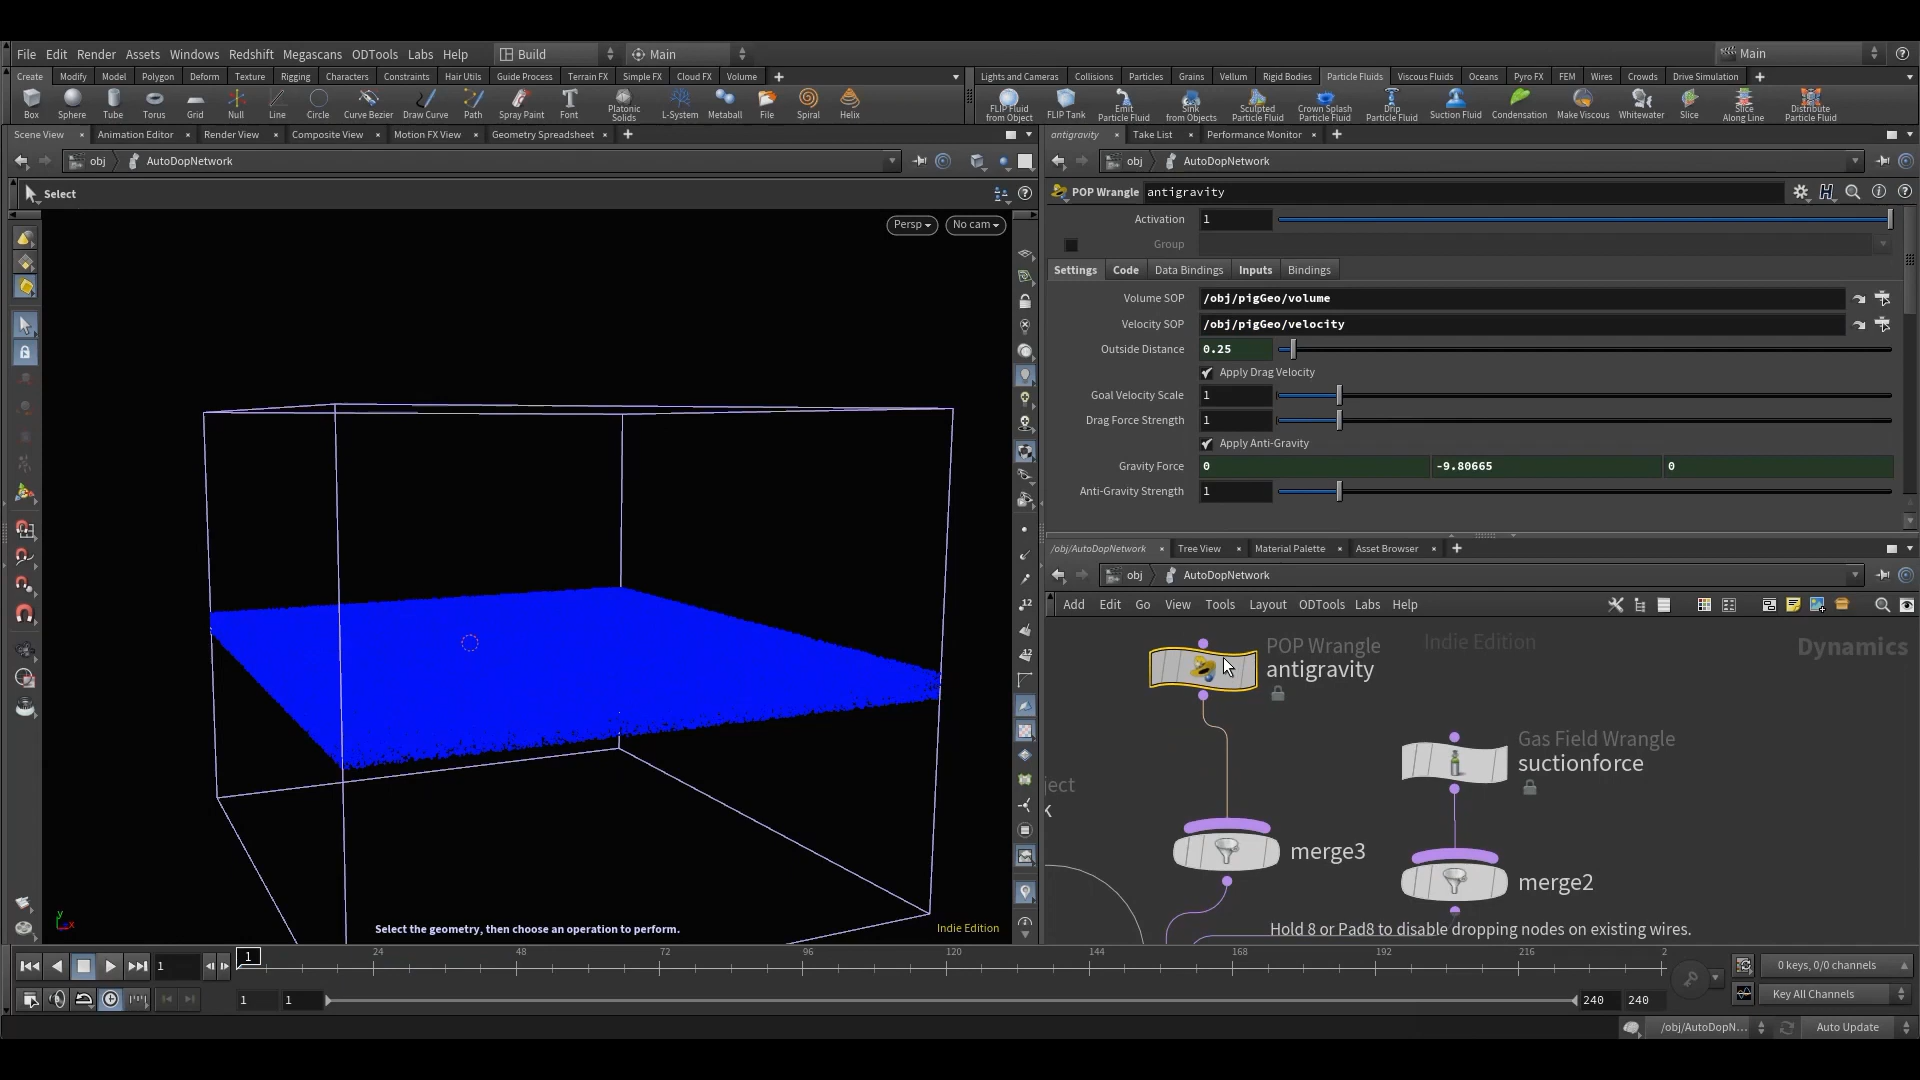 File Edit Render Assets Windows Redshift Megascans ODTools Labs Help Build Main Main
Create Modify Model Polygon Deform Texture Rigging Characters Constraints Hair Utils Guide Process Terrain FX Simple FX Cloud FX Volume
Lights and Cameras Collisions Particles Grains Vellum Rigid Bodies Particle Fluids Viscous Fluids Oceans Pyro FX FEM Wires Crowds Drive Simulation
Box Sphere Tube Torus Grid Null Line Circle Curve Bezier Draw Curve Path Spray Paint Font Platonic Solids L-System Metaball File Spiral Helix
FLIP Fluid from Object FLIP Tank Emit Particle Fluid Sink from Objects Sculpted Particle Fluid Crown Splash Particle Fluid Drip Particle Fluid Suction Fluid Condensation Make Viscous Whitewater Slice Slice Along Line Distribute Particle Fluid
Scene View Animation Editor Render View Composite View Motion FX View Geometry Spreadsheet
antigravity Take List Performance Monitor
obj AutoDopNetwork
obj AutoDopNetwork
Select
POP Wrangle antigravity
Persp No cam
Activation 1
Group
Settings Code Data Bindings Inputs Bindings
Volume SOP /obj/pigGeo/volume
Velocity SOP /obj/pigGeo/velocity
Outside Distance 0.25
Apply Drag Velocity
Goal Velocity Scale 1
Drag Force Strength 1
Apply Anti-Gravity
Gravity Force 0 -9.80665 0
Anti-Gravity Strength 1
/obj/AutoDopNetwork Tree View Material Palette Asset Browser
obj AutoDopNetwork
Add Edit Go View Tools Layout ODTools Labs Help
Indie Edition
Dynamics
POP Wrangle
antigravity
Gas Field Wrangle
suctionforce
ject
merge3
merge2
Hold 8 or Pad8 to disable dropping nodes on existing wires.
12
12
y
x
Select the geometry, then choose an operation to perform.
Indie Edition
1 1 24 48 72 96 120 144 168 192 216 2
0 keys, 0/0 channels
1 1 240 240
Key All Channels
/obj/AutoDopN... Auto Update